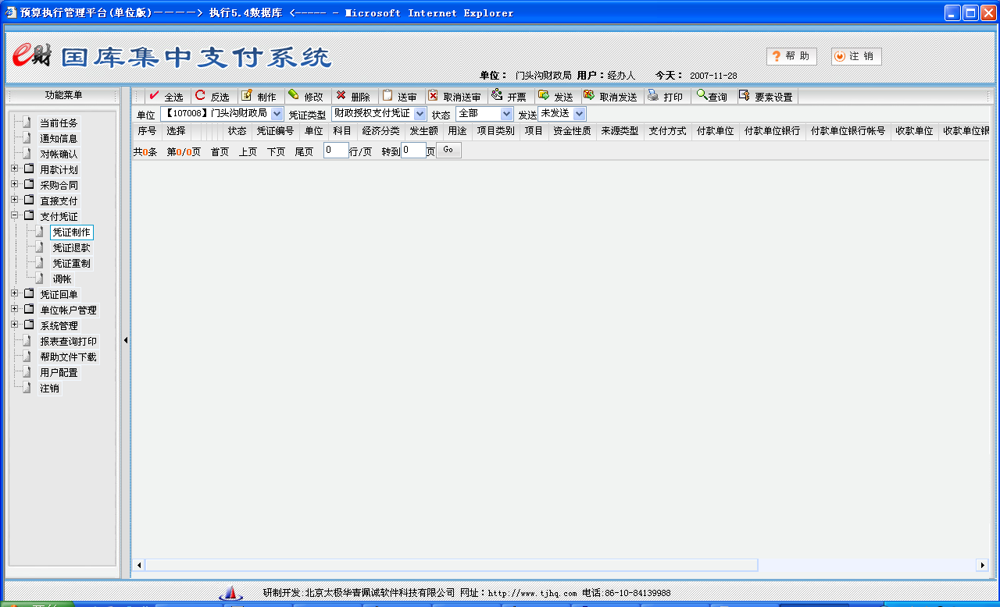 预算执行管理平台(单位版)－－－－> 执行5.4数据库 <----- - Microsoft Internet Explorer
e财 国库集中支付系统
帮 助 注 销
单位： 门头沟财政局 用户：经办人 今天： 2007-11-28
功能菜单
当前任务
通知信息
对帐确认
用款计划
采购合同
直接支付
支付凭证
凭证制作
凭证退款
凭证重制
调帐
凭证回单
单位帐户管理
系统管理
报表查询打印
帮助文件下载
用户配置
注销
全选 反选 制作 修改 删除 送审 取消送审 开票 发送 取消发送 打印 查询 要素设置
单位 【107008】门头沟财政局 凭证类型 财政授权支付凭证 状态 全部 发送 未发送
序号 选择 状态 凭证编号 单位 科目 经济分类 发生额 用途 项目类别 项目 资金性质 来源类型 支付方式 付款单位 付款单位银行 付款单位银行帐号 收款单位 收款单位银
共0条 第0/0页 首页 上页 下页 尾页 0 行/页 转到 0 页 Go
研制开发:北京太极华青佩诚软件科技有限公司 网址：http://www.tjhq.com 电话:86-10-84139988